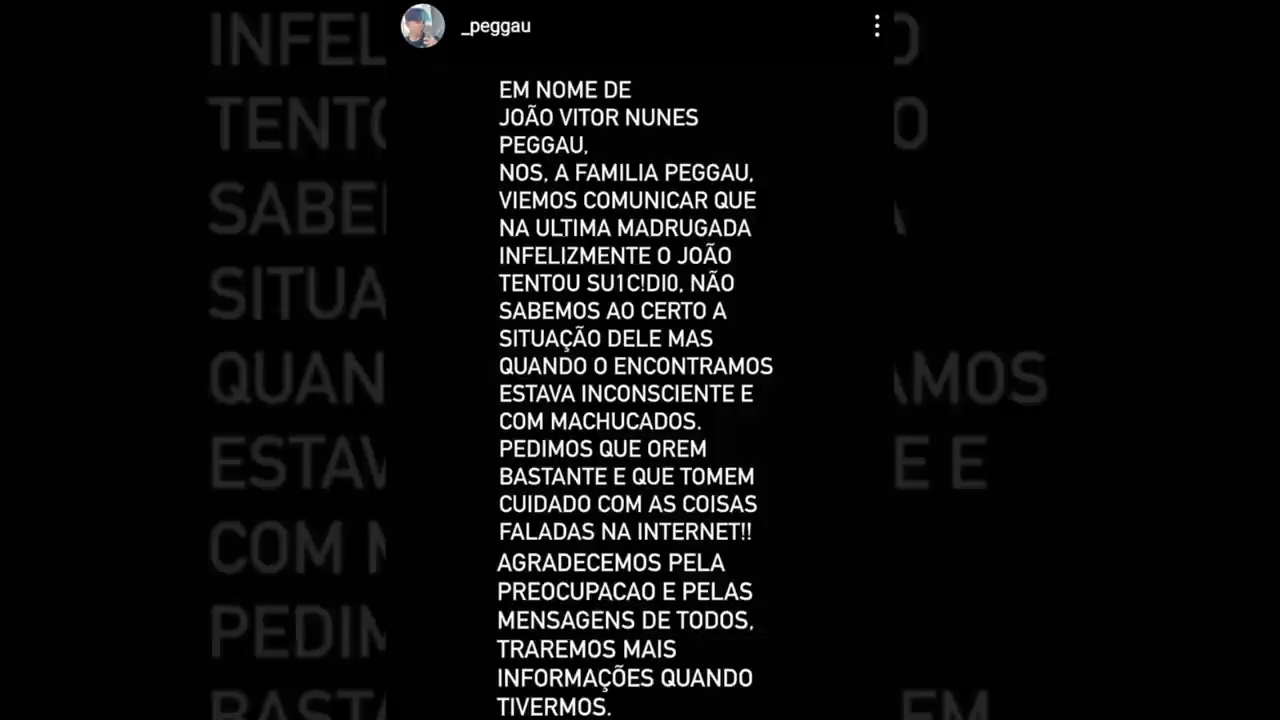 _peggau
EM NOME DE
JOÃO VITOR NUNES
PEGGAU,
NOS, A FAMILIA PEGGAU,
VIEMOS COMUNICAR QUE
NA ULTIMA MADRUGADA
INFELIZMENTE O JOÃO
TENTOU SU1C!DI0, NÃO
SABEMOS AO CERTO A
SITUAÇÃO DELE MAS
QUANDO O ENCONTRAMOS
ESTAVA INCONSCIENTE E
COM MACHUCADOS.
PEDIMOS QUE OREM
BASTANTE E QUE TOMEM
CUIDADO COM AS COISAS
FALADAS NA INTERNET!!
AGRADECEMOS PELA
PREOCUPACAO E PELAS
MENSAGENS DE TODOS,
TRAREMOS MAIS
INFORMAÇÕES QUANDO
TIVERMOS.